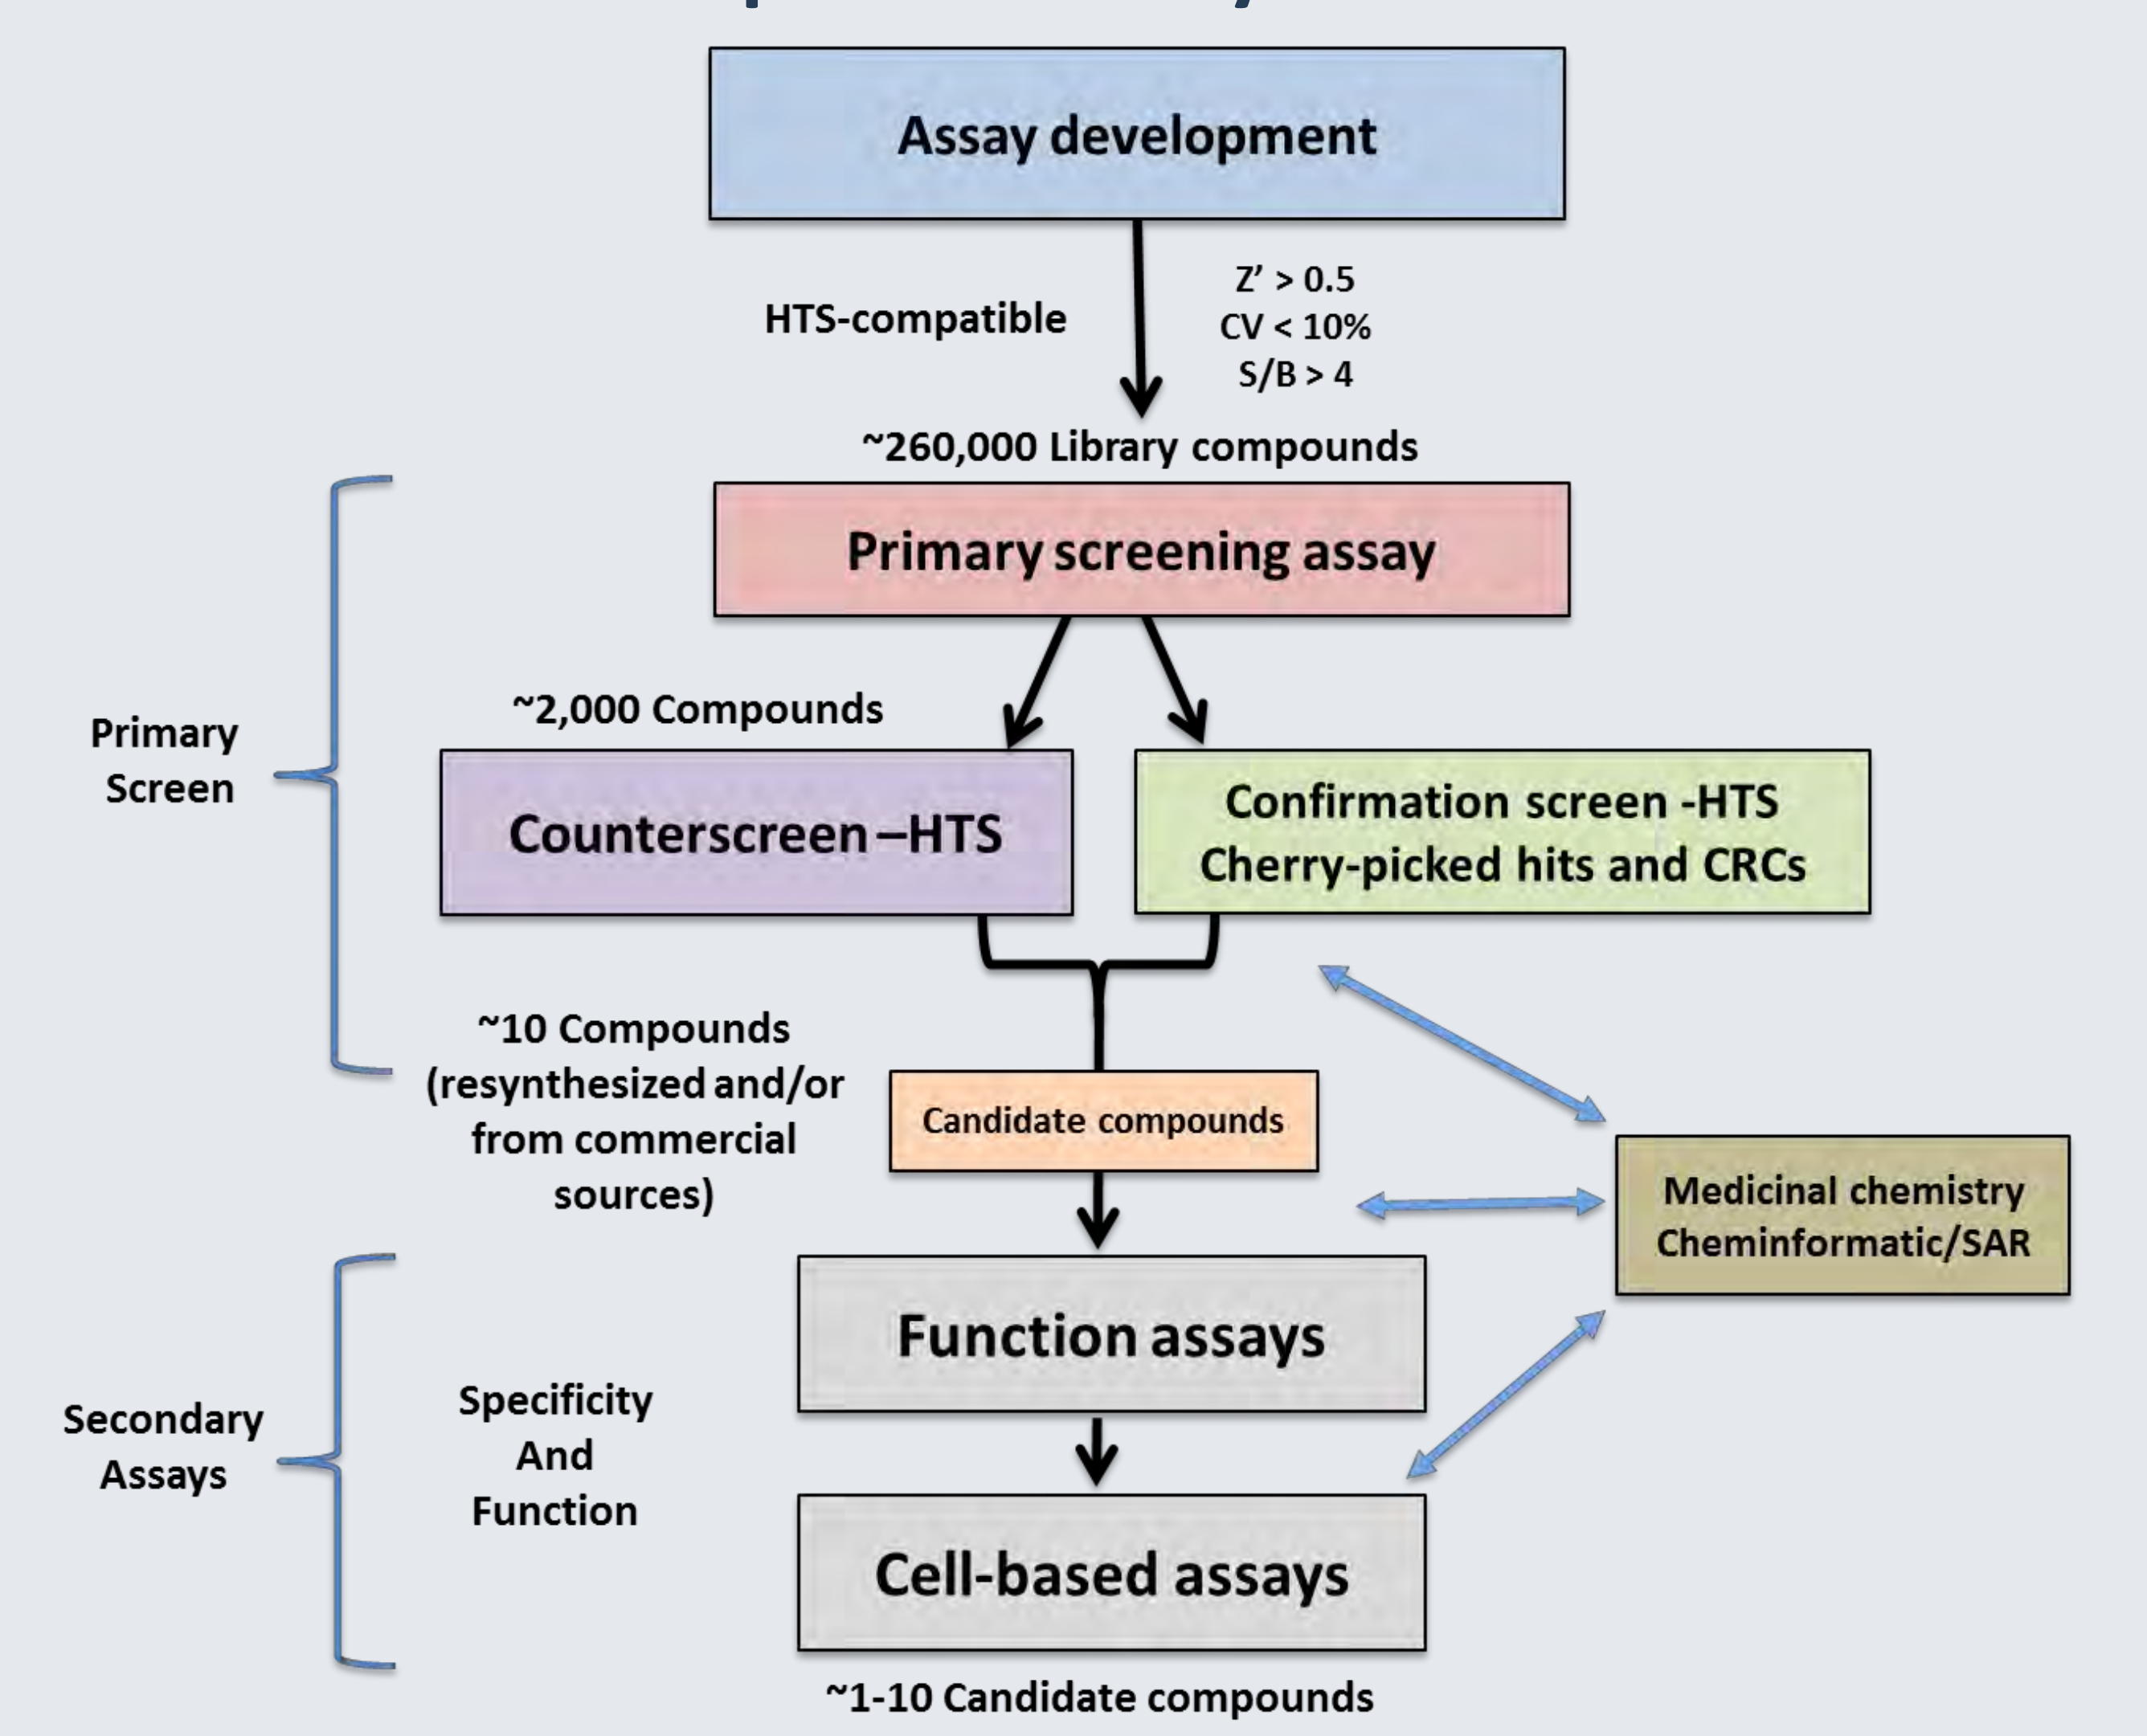 Assay development
HTS-compatible
Z’ > 0.5
CV < 10%
S/B > 4
~260,000 Library compounds
Primary screening assay
~2,000 Compounds
Primary
Screen
Counterscreen –HTS
Confirmation screen -HTS
Cherry-picked hits and CRCs
~10 Compounds
(resynthesized and/or
from commercial
sources)
Candidate compounds
Medicinal chemistry
Cheminformatic/SAR
Function assays
Secondary
Assays
Specificity
And
Function
Cell-based assays
~1-10 Candidate compounds